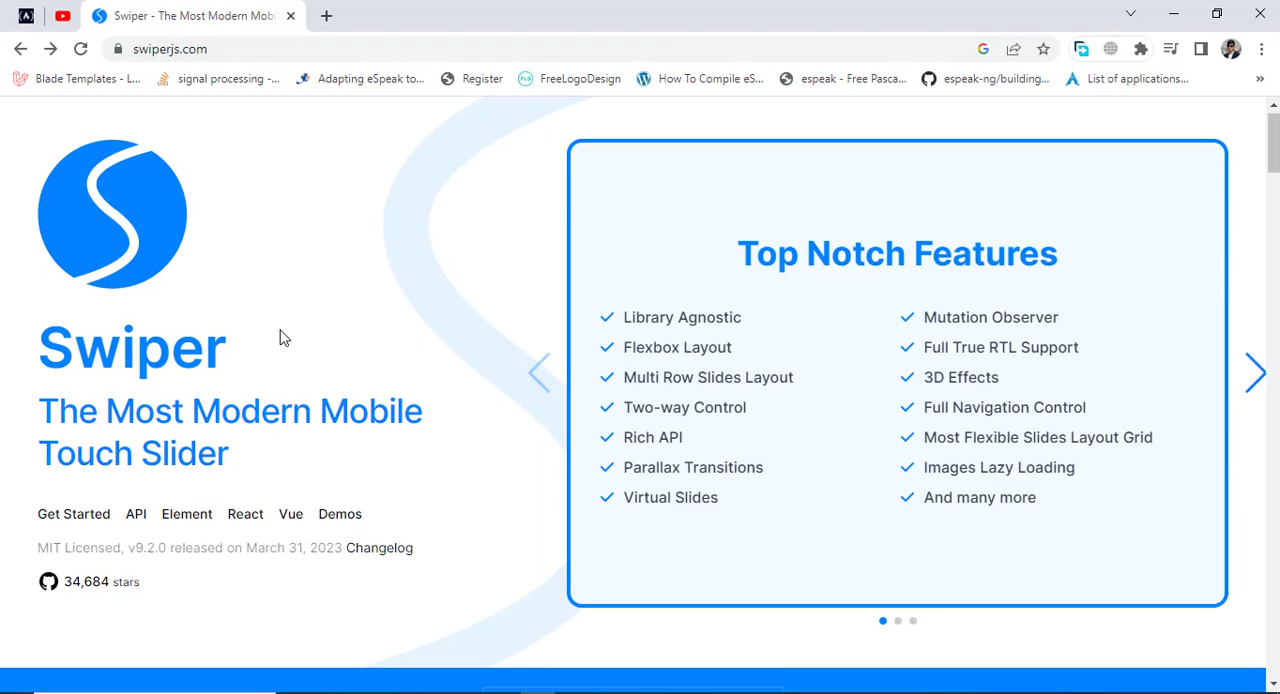 Swiper - The Most Modern Mobi
swiperjs.com
Blade Templates - L...
signal processing -...
Adapting eSpeak to...
Register
FreeLogoDesign
How To Compile eS...
espeak - Free Pasca...
espeak-ng/building...
List of applications...
»
Swiper
The Most Modern Mobile
Touch Slider
Get Started API Element React Vue Demos
MIT Licensed, v9.2.0 released on March 31, 2023 Changelog
34,684 stars
Top Notch Features
Library Agnostic
Flexbox Layout
Multi Row Slides Layout
Two-way Control
Rich API
Parallax Transitions
Virtual Slides
Mutation Observer
Full True RTL Support
3D Effects
Full Navigation Control
Most Flexible Slides Layout Grid
Images Lazy Loading
And many more